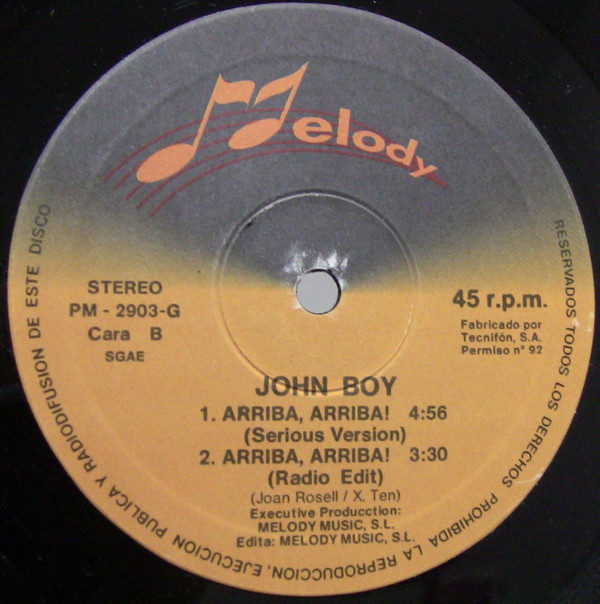 Melody
STEREO
PM - 2903-G
Cara B
SGAE
45 r.p.m.
Fabricado por
Tecnifón, S.A.
Permiso n° 92
JOHN BOY
1. ARRIBA, ARRIBA! 4:56
(Serious Version)
2. ARRIBA, ARRIBA! 3:30
(Radio Edit)
(Joan Rosell / X. Ten)
Executive Producction:
MELODY MUSIC, S.L.
Edita: MELODY MUSIC, S.L.
RESERVADOS TODOS LOS DERECHOS PROHIBIDA LA REPRODUCCION, EJECUCION PUBLICA Y RADIODIFUSION DE ESTE DISCO